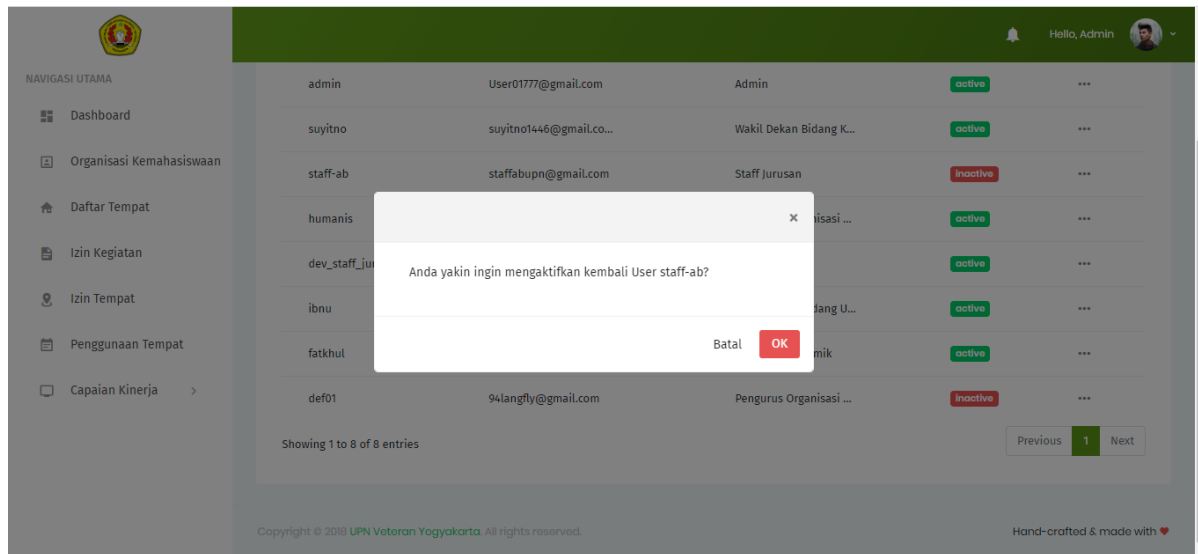 Hello, Admin
NAVIGASI UTAMA
Dashboard
Organisasi Kemahasiswaan
Daftar Tempat
Izin Kegiatan
Izin Tempat
Penggunaan Tempat
Capaian Kinerja >
admin User01777@gmail.com Admin active ...
suyitno suyitno1446@gmail.co... Wakil Dekan Bidang K... active ...
staff-ab staffabupn@gmail.com Staff Jurusan inactive ...
humanis isasi ... active ...
dev_staff_ju active ...
ibnu dang U... active ...
fatkhul mik active ...
def01 94langfly@gmail.com Pengurus Organisasi ... inactive ...
×
Anda yakin ingin mengaktifkan kembali User staff-ab?
Batal OK
Showing 1 to 8 of 8 entries
Previous 1 Next
Copyright © 2018 UPN Veteran Yogyakarta. All rights reserved.
Hand-crafted & made with ♥